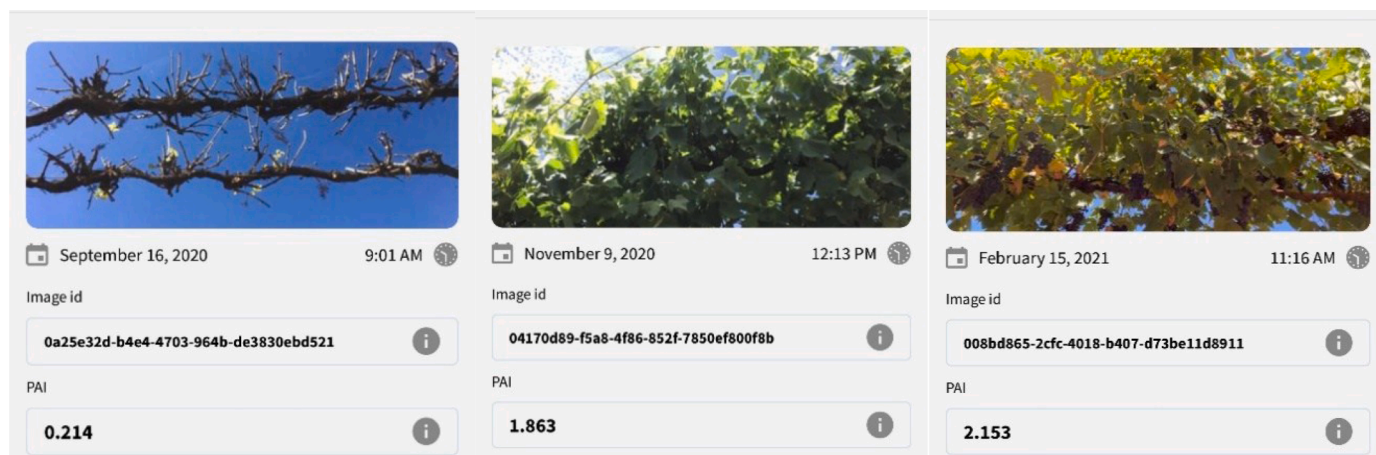 September 16, 2020 9:01 AM
Image id
0a25e32d-b4e4-4703-964b-de3830ebd521
PAI
0.214
November 9, 2020 12:13 PM
Image id
04170d89-f5a8-4f86-852f-7850ef800f8b
PAI
1.863
February 15, 2021 11:16 AM
Image id
008bd865-2cfc-4018-b407-d73be11d8911
PAI
2.153